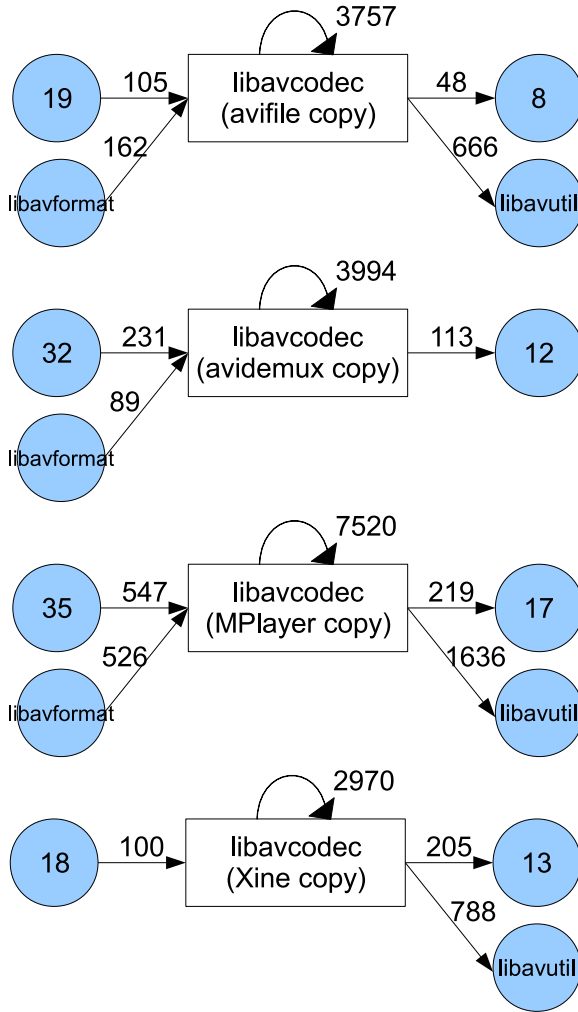 3757
19
105
libavcodec
(avifile copy)
48
8
162
666
libavformat
libavutil
3994
32
231
libavcodec
(avidemux copy)
113
12
89
libavformat
7520
35
547
libavcodec
(MPlayer copy)
219
17
526
1636
libavformat
libavutil
2970
18
100
libavcodec
(Xine copy)
205
13
788
libavutil